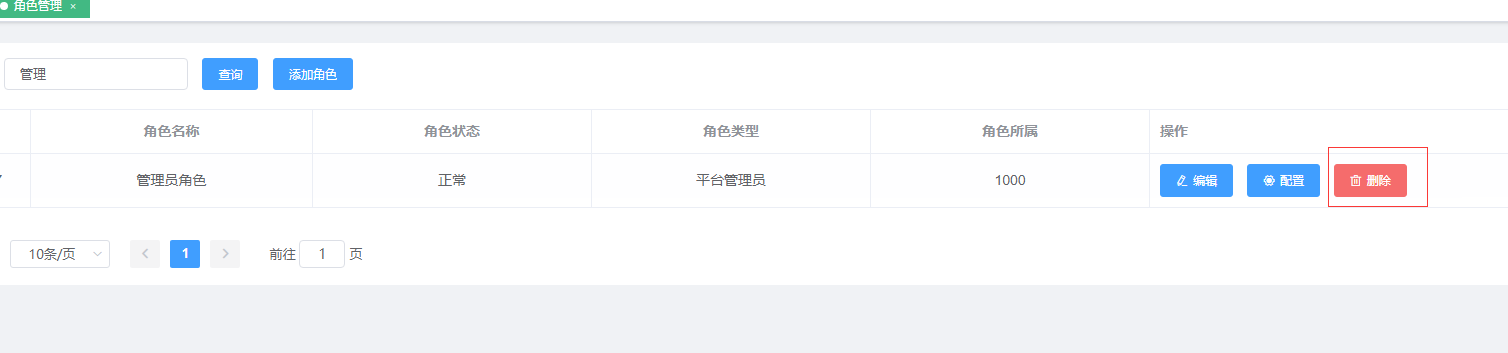 角色管理 ×
管理 查询 添加角色
角色名称 角色状态 角色类型 角色所属 操作
管理员角色 正常 平台管理员 1000 编辑 配置 删除
10条/页 1 前往 1 页